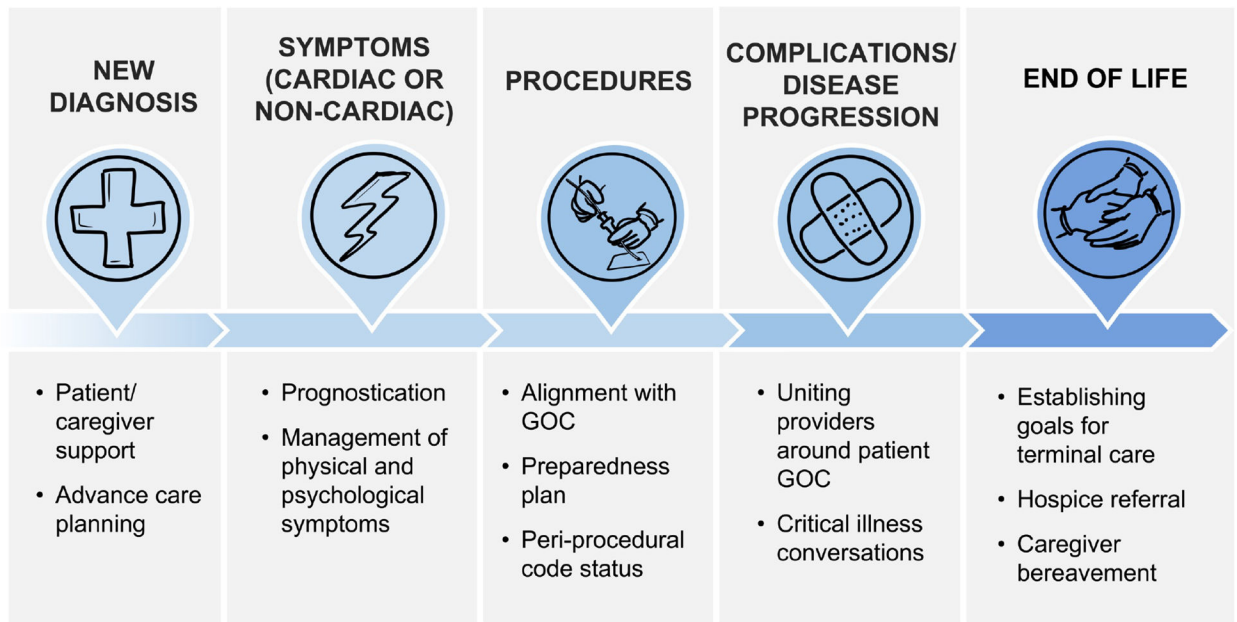 NEW
DIAGNOSIS
SYMPTOMS
(CARDIAC OR
NON-CARDIAC)
PROCEDURES
COMPLICATIONS/
DISEASE
PROGRESSION
END OF LIFE
• Patient/
caregiver
support
• Advance care
planning
• Prognostication
• Management of
physical and
psychological
symptoms
• Alignment with
GOC
• Preparedness
plan
• Peri-procedural
code status
• Uniting
providers
around patient
GOC
• Critical illness
conversations
• Establishing
goals for
terminal care
• Hospice referral
• Caregiver
bereavement